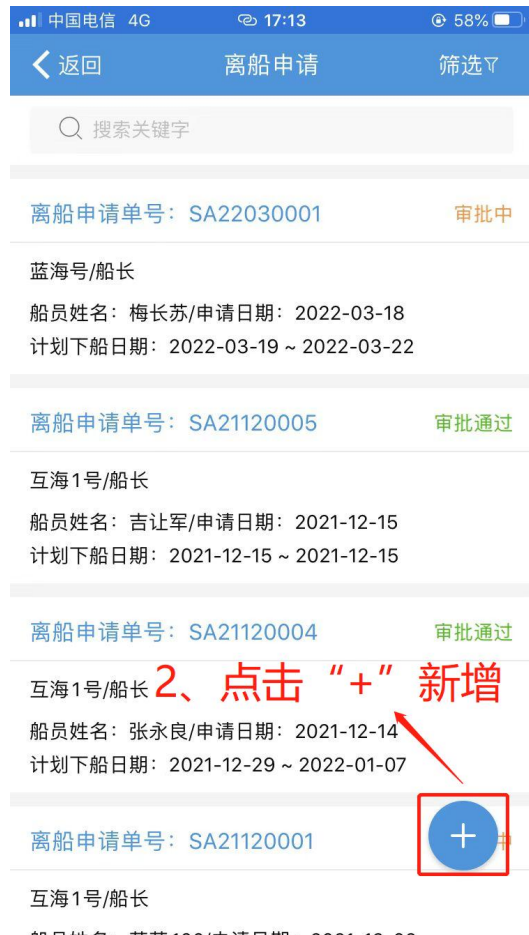 中国电信 4G 17:13 58%
返回 离船申请 筛选
搜索关键字
离船申请单号：SA22030001 审批中
蓝海号/船长
船员姓名：梅长苏/申请日期：2022-03-18
计划下船日期：2022-03-19 ~ 2022-03-22
离船申请单号：SA21120005 审批通过
互海1号/船长
船员姓名：吉让军/申请日期：2021-12-15
计划下船日期：2021-12-15 ~ 2021-12-15
离船申请单号：SA21120004 审批通过
互海1号/船长
2、点击“+”新增
船员姓名：张永良/申请日期：2021-12-14
计划下船日期：2021-12-29 ~ 2022-01-07
离船申请单号：SA21120001 中
+
互海1号/船长